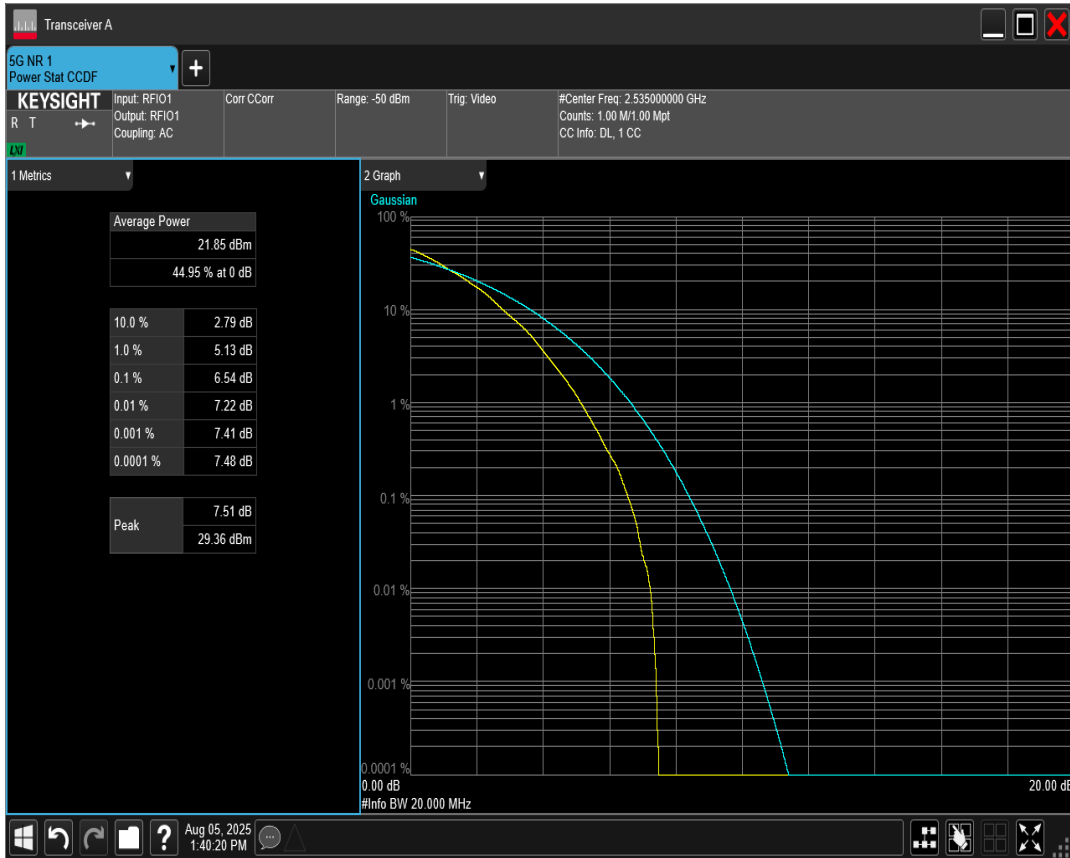 Transceiver A
5G NR 1
Power Stat CCDF
+
KEYSIGHT
R T
LXI
Input: RFIO1
Output: RFIO1
Coupling: AC
Corr CCorr
Range: -50 dBm
Trig: Video
#Center Freq: 2.535000000 GHz
Counts: 1.00 M/1.00 Mpt
CC Info: DL, 1 CC
1 Metrics
Average Power
21.85 dBm
44.95 % at 0 dB
10.0 % 2.79 dB
1.0 % 5.13 dB
0.1 % 6.54 dB
0.01 % 7.22 dB
0.001 % 7.41 dB
0.0001 % 7.48 dB
Peak
7.51 dB
29.36 dBm
2 Graph
Gaussian
100 %
10 %
1 %
0.1 %
0.01 %
0.001 %
0.0001 %
0.00 dB
20.00 dB
#Info BW 20.000 MHz
?
Aug 05, 2025
1:40:20 PM